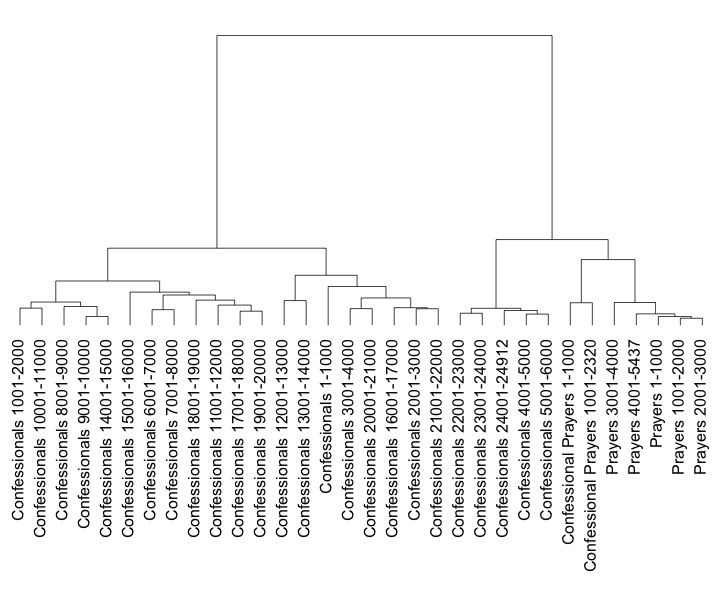 Confessionals 1001-2000
Confessionals 10001-11000
Confessionals 8001-9000
Confessionals 9001-10000
Confessionals 14001-15000
Confessionals 15001-16000
Confessionals 6001-7000
Confessionals 7001-8000
Confessionals 18001-19000
Confessionals 11001-12000
Confessionals 17001-18000
Confessionals 19001-20000
Confessionals 12001-13000
Confessionals 13001-14000
Confessionals 1-1000
Confessionals 3001-4000
Confessionals 20001-21000
Confessionals 16001-17000
Confessionals 2001-3000
Confessionals 21001-22000
Confessionals 22001-23000
Confessionals 23001-24000
Confessionals 24001-24912
Confessionals 4001-5000
Confessionals 5001-6000
Confessional Prayers 1-1000
Confessional Prayers 1001-2320
Prayers 3001-4000
Prayers 4001-5437
Prayers 1-1000
Prayers 1001-2000
Prayers 2001-3000